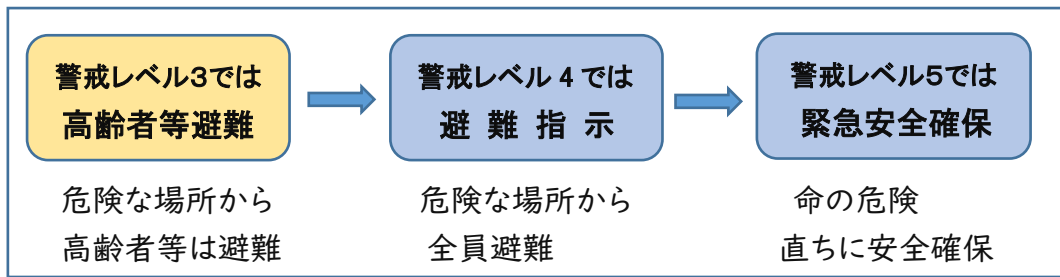 警戒レベル3では
高齢者等避難
危険な場所から
高齢者等は避難
警戒レベル4では
避難指示
危険な場所から
全員避難
警戒レベル5では
緊急安全確保
命の危険
直ちに安全確保